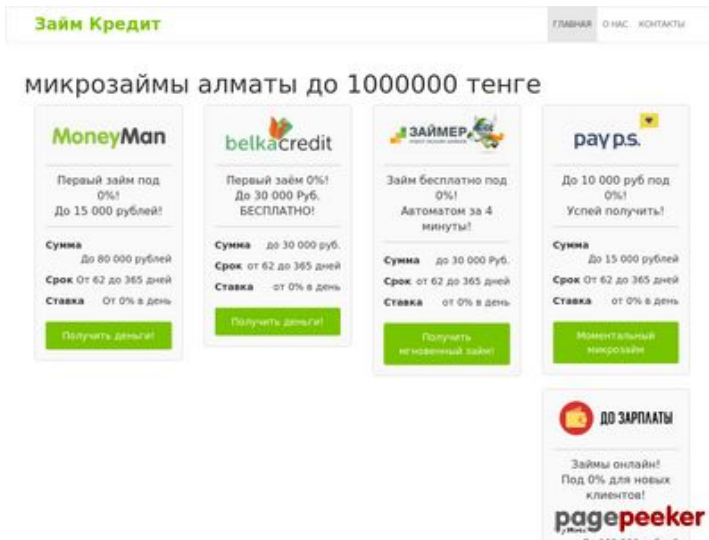 Займ Кредит
ГЛАВНАЯ О НАС КОНТАКТЫ
микрозаймы алматы до 1000000 тенге
MoneyMan
Первый займ под
0%!
До 15 000 рублей!
Сумма
До 80 000 рублей
Срок От 62 до 365 дней
Ставка От 0% в день
Получить деньги!
belkacredit
Первый заём 0%!
До 30 000 Руб.
БЕСПЛАТНО!
Сумма до 30 000 руб.
Срок от 62 до 365 дней
Ставка от 0% в день
Получить деньги!
ЗАЙМЕР
Займ бесплатно под
0%!
Автоматом за 4
минуты!
Сумма до 30 000 Руб.
Срок от 62 до 365 дней
Ставка от 0% в день
Получить
мгновенный займ!
pay p.s.
До 10 000 руб под
0%!
Успей получить!
Сумма
До 15 000 рублей
Срок От 62 до 365 дней
Ставка От 0% в день
Моментальный
микрозайм
ДО ЗАРПЛАТЫ
Займы онлайн!
Под 0% для новых
клиентов!
pagepeeker